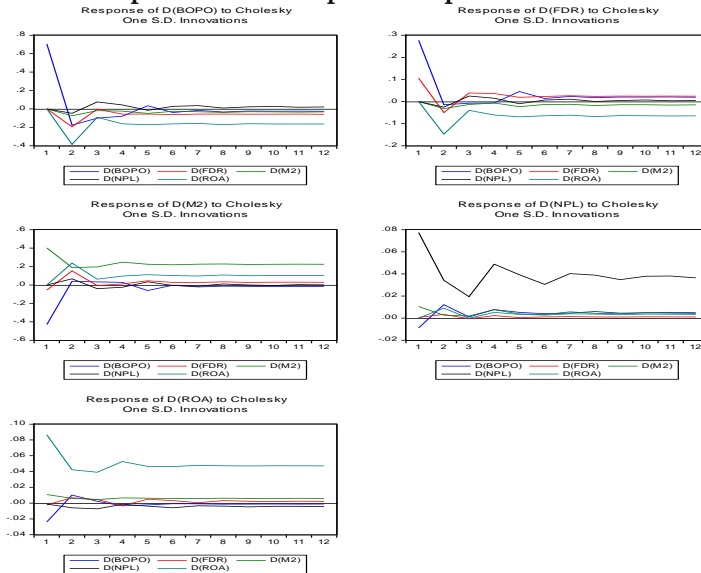 Response of D(BOPO) to Cholesky
One S.D. Innovations
.8
.6
.4
.2
.0
-.2
-.4
1 2 3 4 5 6 7 8 9 10 11 12
D(BOPO) D(FDR) D(M2)
D(NPL) D(ROA)
Response of D(FDR) to Cholesky
One S.D. Innovations
.3
.2
.1
.0
-.1
-.2
1 2 3 4 5 6 7 8 9 10 11 12
D(BOPO) D(FDR) D(M2)
D(NPL) D(ROA)
Response of D(M2) to Cholesky
One S.D. Innovations
.6
.4
.2
.0
-.2
-.4
-.6
1 2 3 4 5 6 7 8 9 10 11 12
D(BOPO) D(FDR) D(M2)
D(NPL) D(ROA)
Response of D(NPL) to Cholesky
One S.D. Innovations
.08
.06
.04
.02
.00
-.02
1 2 3 4 5 6 7 8 9 10 11 12
D(BOPO) D(FDR) D(M2)
D(NPL) D(ROA)
Response of D(ROA) to Cholesky
One S.D. Innovations
.10
.08
.06
.04
.02
.00
-.02
-.04
1 2 3 4 5 6 7 8 9 10 11 12
D(BOPO) D(FDR) D(M2)
D(NPL) D(ROA)